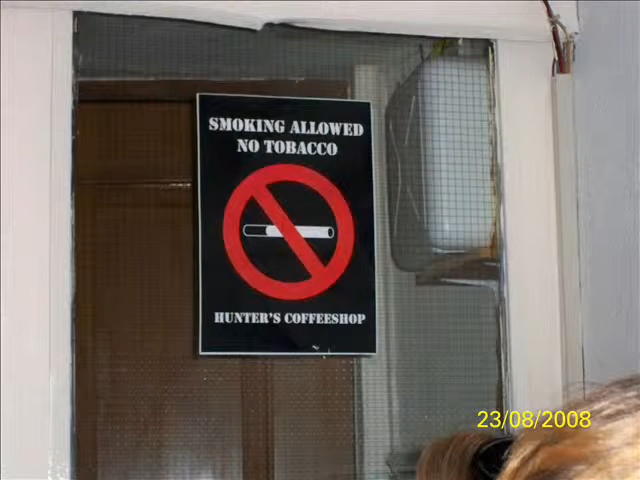 SMOKING ALLOWED
NO TOBACCO
HUNTER'S COFFEESHOP
23/08/2008